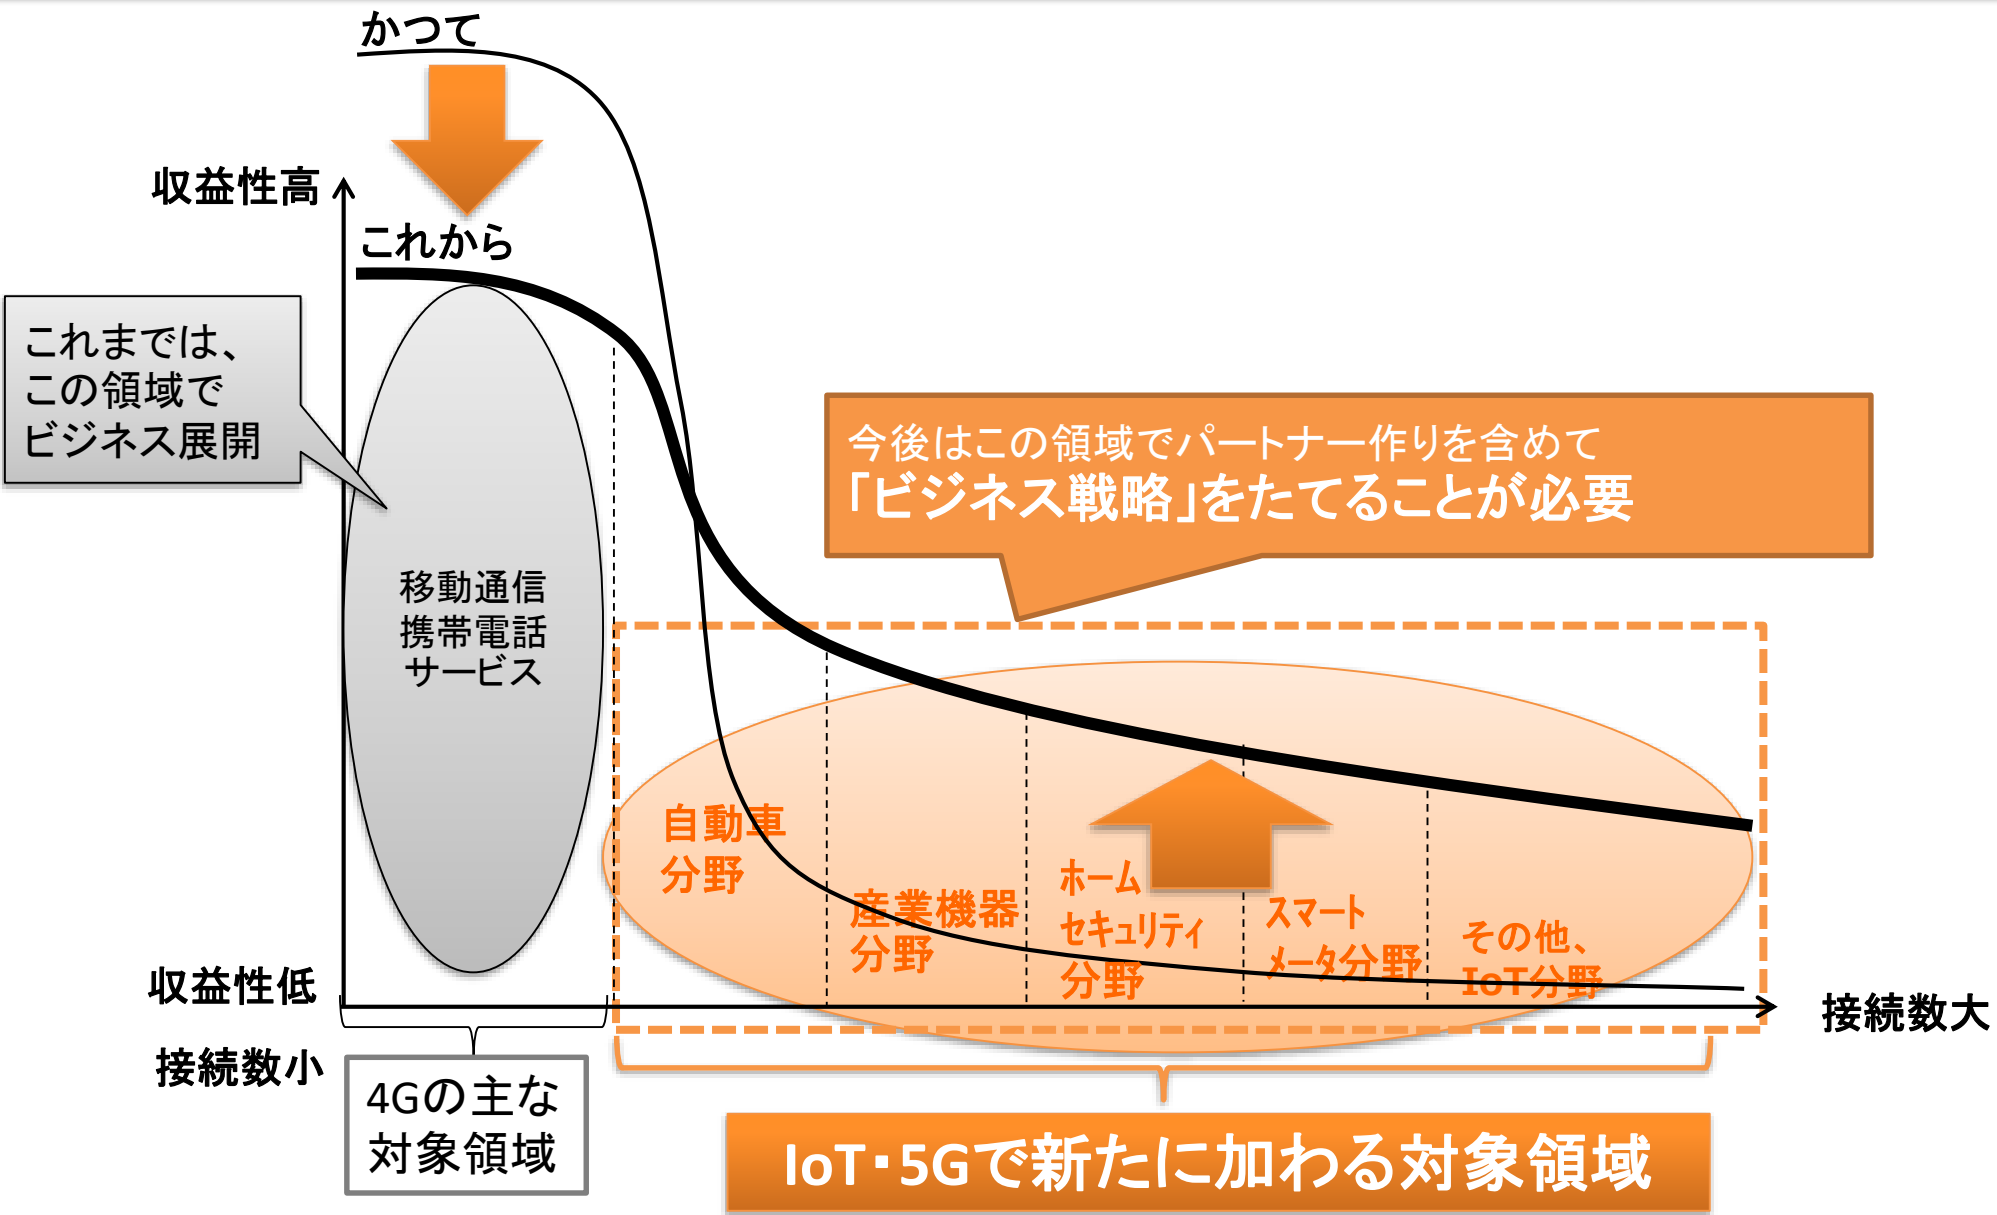 かつて
収益性高
これから
これまでは、
この領域で
ビジネス展開
今後はこの領域でパートナー作りを含めて
「ビジネス戦略」をたてることが必要
移動通信
携帯電話
サービス
自動車
分野
産業機器
分野
ホーム
セキュリティ
分野
スマート
メータ分野
その他、
IoT分野
収益性低
接続数大
接続数小
4Gの主な
対象領域
IoT・5Gで新たに加わる対象領域